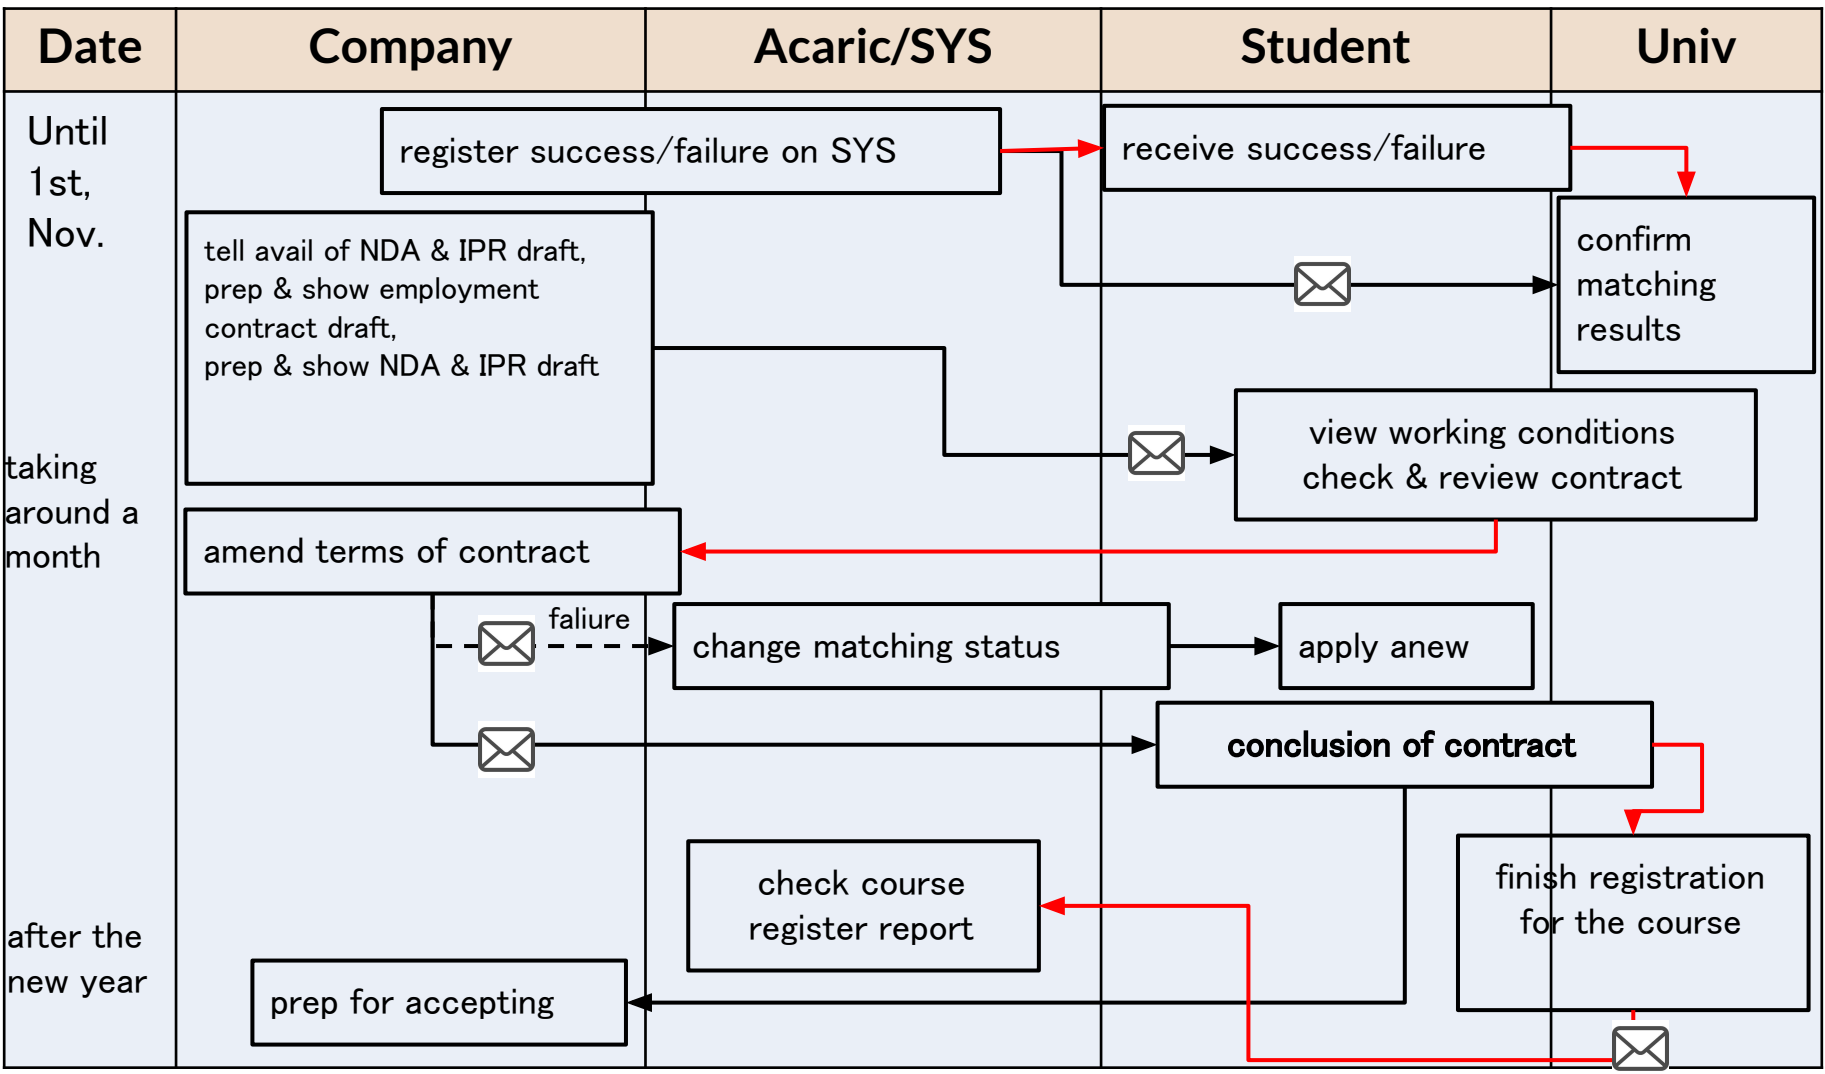 Date
Company
Acaric/SYS
Student
Univ
Until
1st,
Nov.
register success/failure on SYS
receive success/failure
confirm
matching
results
tell avail of NDA & IPR draft,
prep & show employment
contract draft,
prep & show NDA & IPR draft
view working conditions
check & review contract
taking
around a
month
amend terms of contract
faliure
change matching status
apply anew
conclusion of contract
finish registration
for the course
check course
register report
after the
new year
prep for accepting